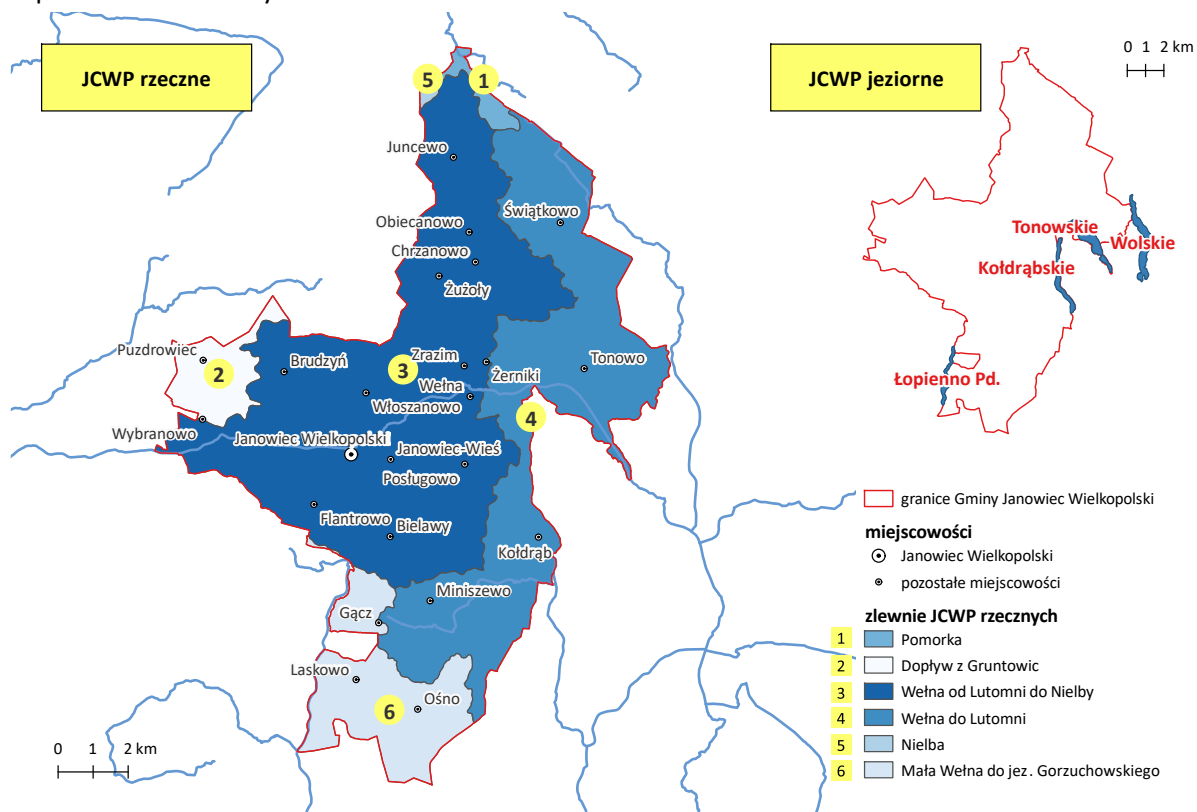 JCWP rzeczne
5
1
Juncewo
Świątkowo
Obiecanowo
Chrzanowo
Żużoły
Puzdrowiec
2
Brudzyń
3
Zrazim
Żerniki
Tonowo
Wełna
Włoszanowo
4
Wybranowo
Janowiec Wielkopolski
Janowiec-Wieś
Posługowo
Flantrowo
Bielawy
Kołdrąb
Miniszewo
Gącz
Laskowo
Ośno
6
0 1 2 km
JCWP jeziorne
0 1 2 km
Tonowskie
Wolskie
Kołdrąbskie
Łopienno Pd.
granice Gminy Janowiec Wielkopolski
miejscowości
Janowiec Wielkopolski
pozostałe miejscowości
zlewnie JCWP rzecznych
1 Pomorka
2 Dopływ z Gruntowic
3 Wełna od Lutomni do Nielby
4 Wełna do Lutomni
5 Nielba
6 Mała Wełna do jez. Gorzuchowskiego